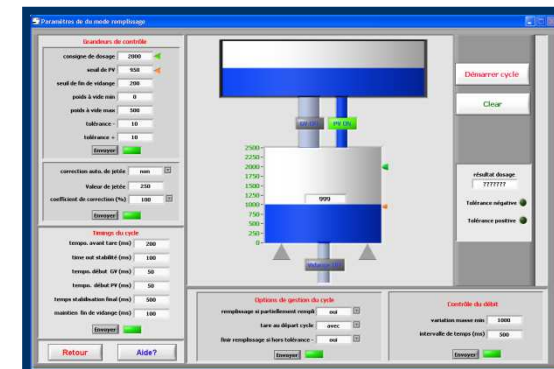 Paramètres de du mode remplissage
Grandeurs de contrôle
consigne de dosage 2000
seuil de PV 950
seuil de fin de vidange 200
poids à vide min 0
poids à vide max 500
tolérance - 10
tolérance + 10
Envoyer
correction auto. de jetée non
Valeur de jetée 250
coefficient de correction (%) 100
Envoyer
Timings du cycle
tempo. avant tare (ms) 200
time out stabilité (ms) 100
tempo. début GV (ms) 50
tempo. début PV (ms) 50
temps stabilisation final (ms) 500
maintien fin de vidange (ms) 100
Envoyer
Retour
Aide?
PV ON
2500
2250
2000
1750
1500
1250
1000
750
500
250
0
999
Options de gestion du cycle
remplissage si partiellement rempli oui
tare au départ cycle avec
finir remplissage si hors tolérance - oui
Envoyer
Contrôle du débit
variation masse min 1000
intervalle de temps (ms) 500
Envoyer
Démarrer cycle
Clear
résultat dosage
???????
Tolérance négative
Tolérance positive